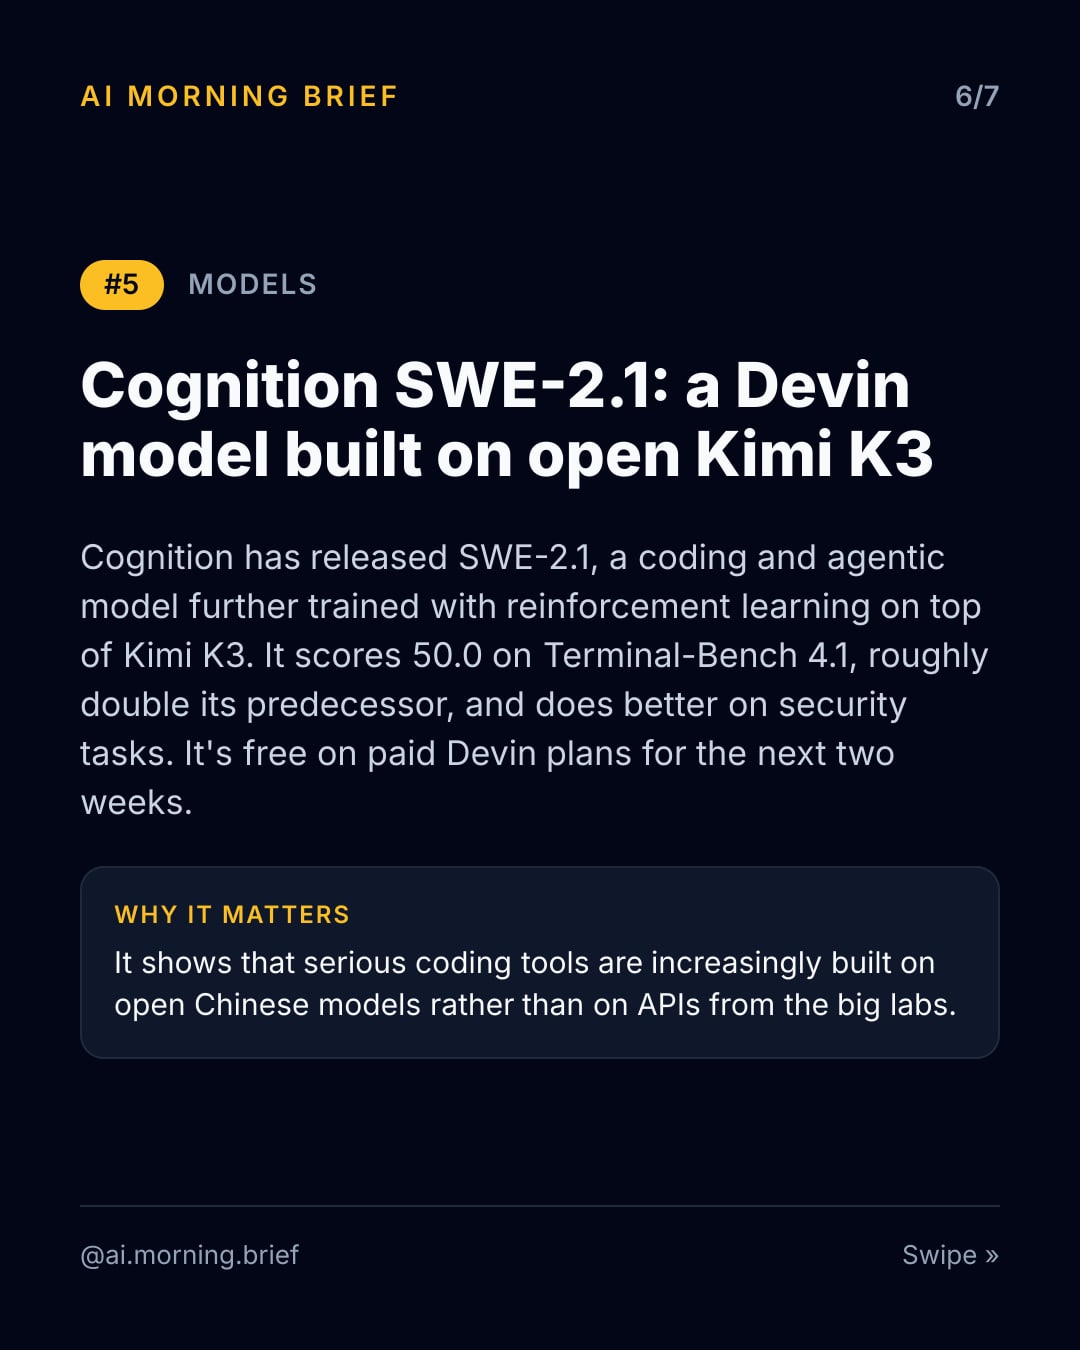 AI MORNING BRIEF
6/7
#5 MODELS
Cognition SWE-2.1: a Devin
model built on open Kimi K3
Cognition has released SWE-2.1, a coding and agentic
model further trained with reinforcement learning on top
of Kimi K3. It scores 50.0 on Terminal-Bench 4.1, roughly
double its predecessor, and does better on security
tasks. It's free on paid Devin plans for the next two
weeks.
WHY IT MATTERS
It shows that serious coding tools are increasingly built on
open Chinese models rather than on APIs from the big labs.
@ai.morning.brief
Swipe »